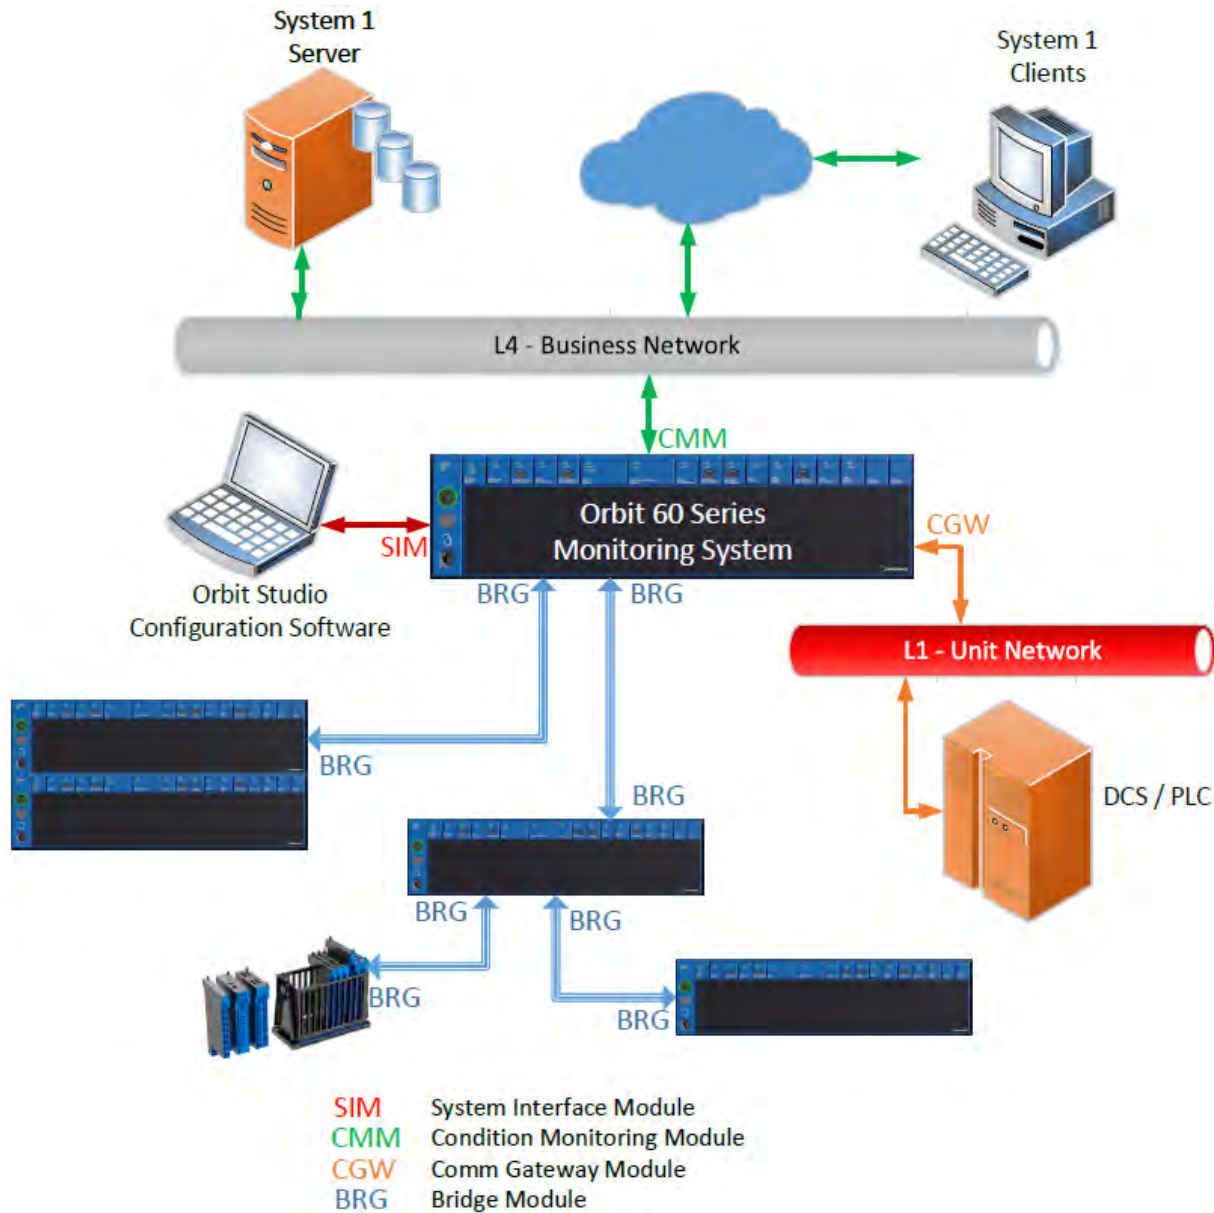 System 1
Server
System 1
Clients
L4 - Business Network
CMM
Orbit 60 Series
Monitoring System
SIM
CGW
Orbit Studio
Configuration Software
BRG
BRG
L1 - Unit Network
BRG
BRG
DCS / PLC
BRG
BRG
BRG
BRG
SIM System Interface Module
CMM Condition Monitoring Module
CGW Comm Gateway Module
BRG Bridge Module